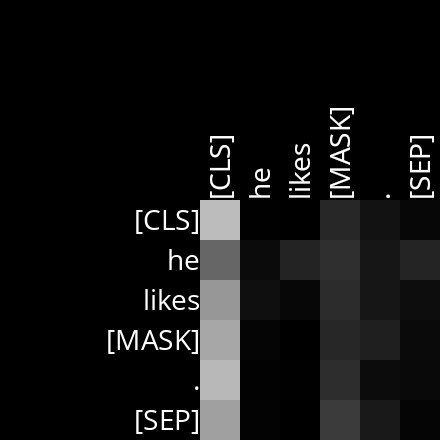 [CLS] he likes [MASK] . [SEP]
[CLS]
he
likes
[MASK]
.
[SEP]